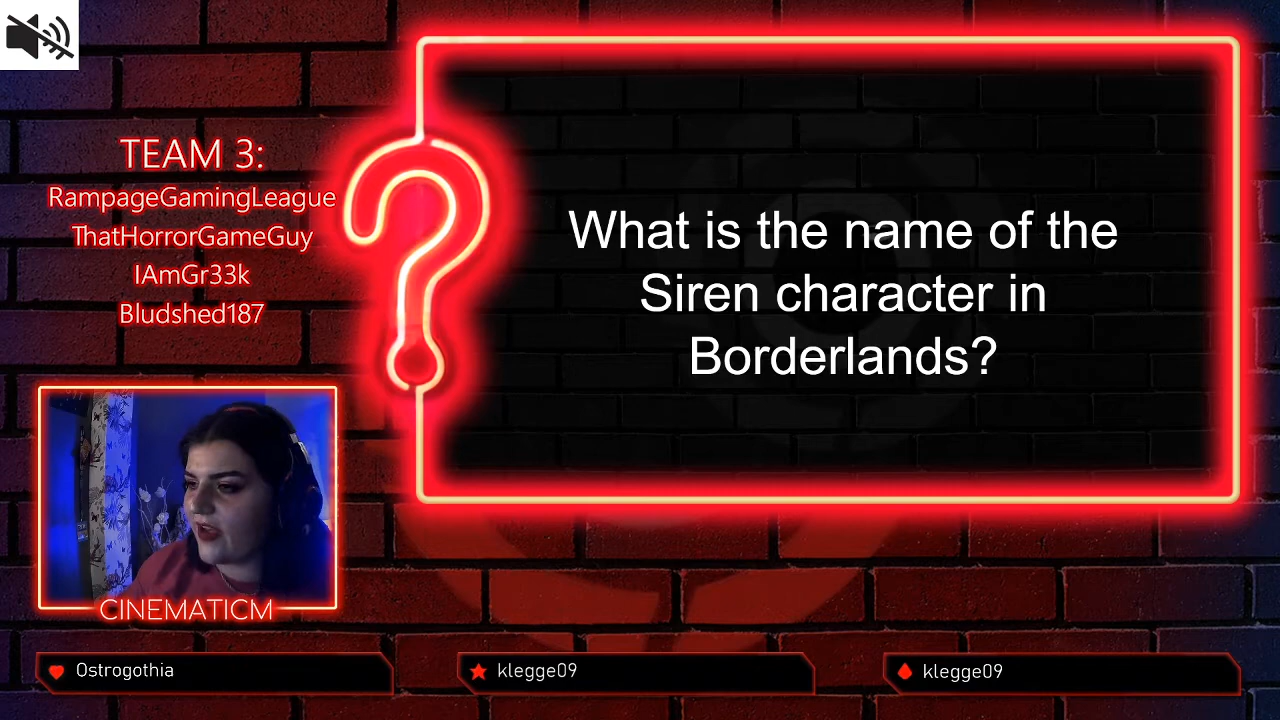 TEAM 3:
RampageGamingLeague
ThatHorrorGameGuy
IAmGr33k
Bludshed187
What is the name of the
Siren character in
Borderlands?
CINEMATICM
Ostrogothia
klegge09
klegge09